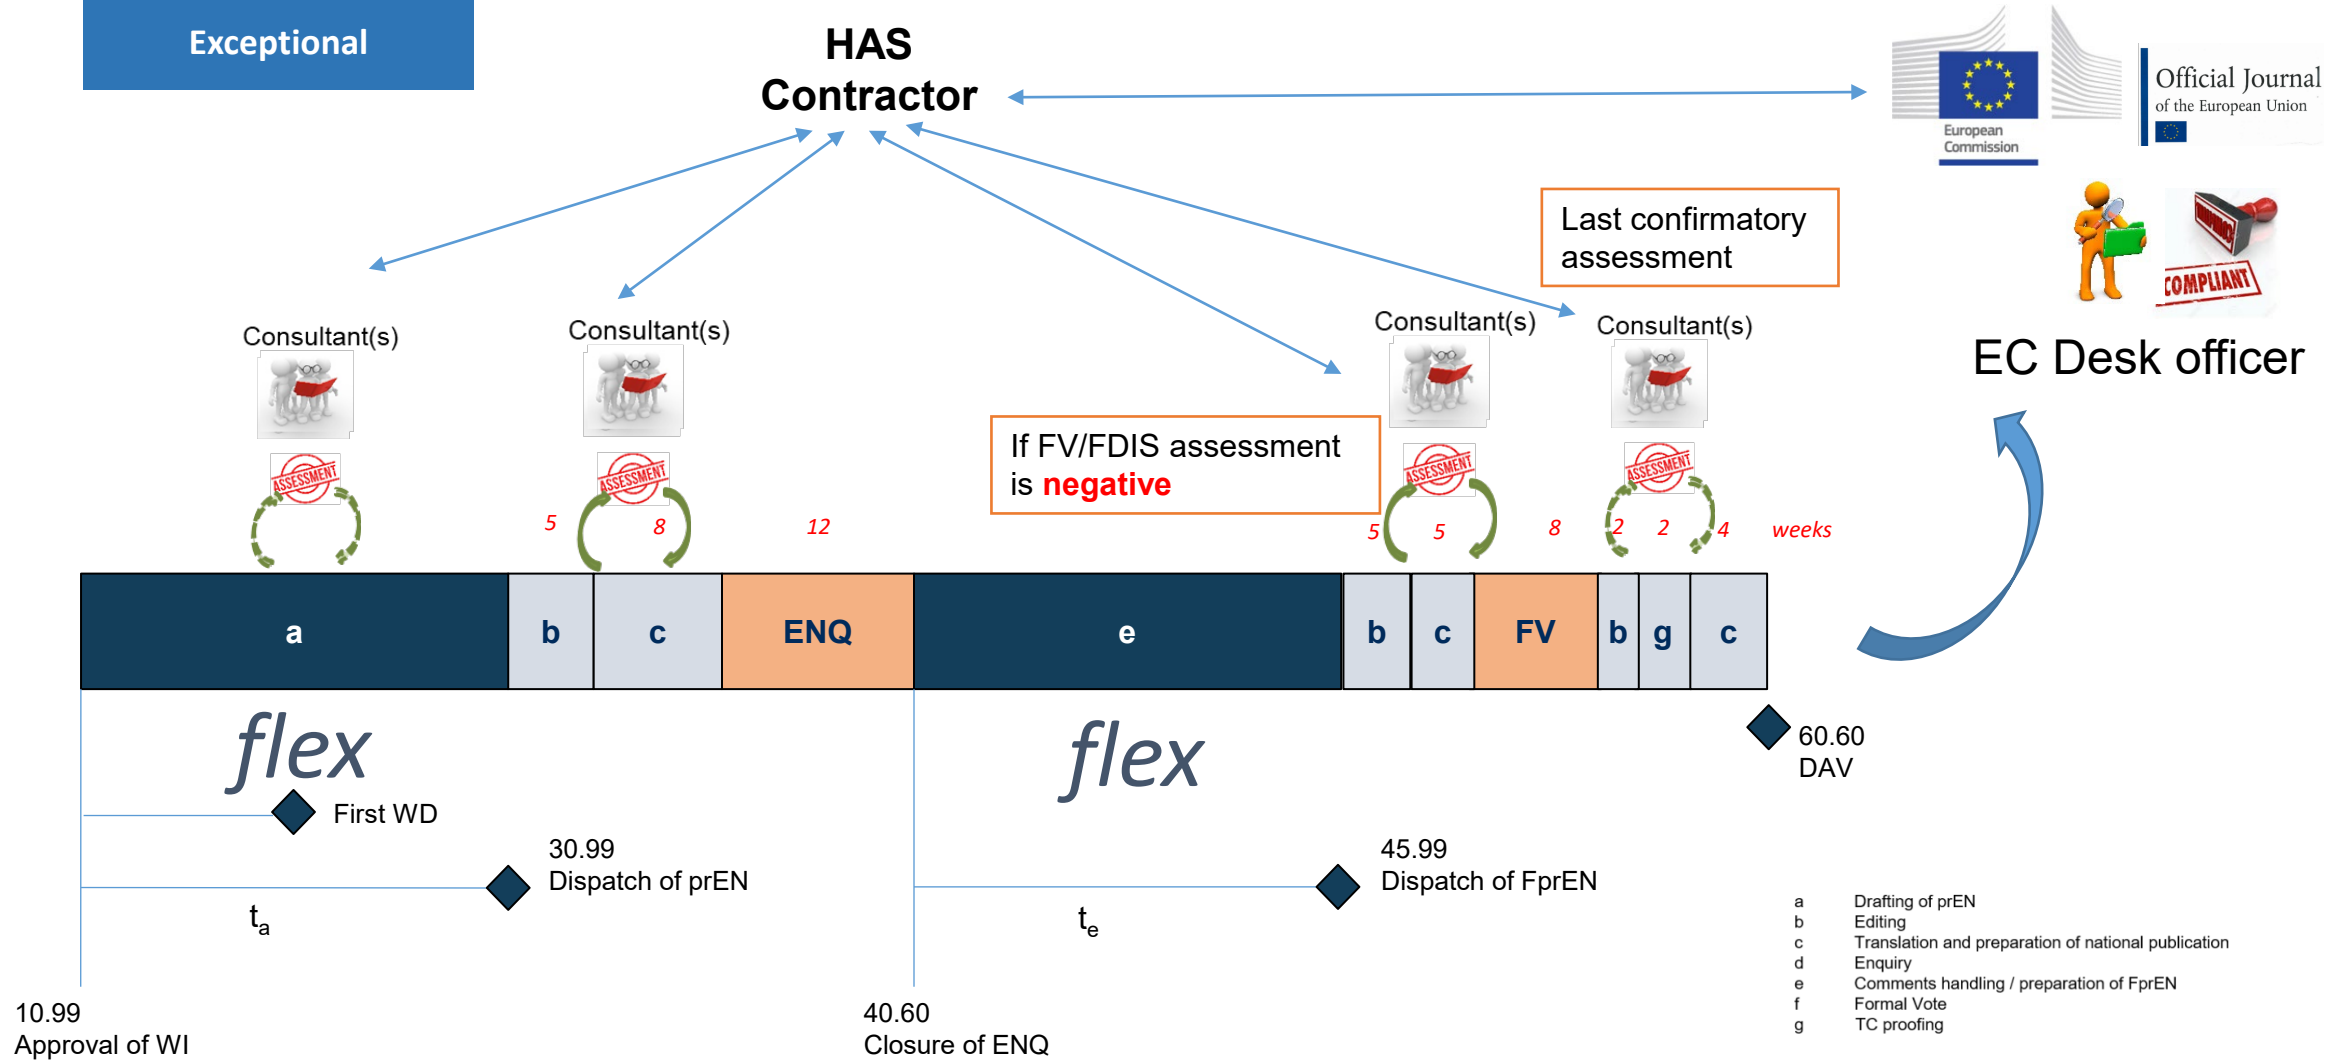 Exceptional
HAS
Contractor
European
Commission
Official Journal
of the European Union
Last confirmatory
assessment
COMPLIANT
EC Desk officer
Consultant(s)
Consultant(s)
Consultant(s)
Consultant(s)
If FV/FDIS assessment
is negative
ASSESSMENT
ASSESSMENT
ASSESSMENT
ASSESSMENT
5 8 12 5 5 8 2 2 4 weeks
a b c ENQ e b c FV b g c
flex flex
60.60
DAV
First WD
30.99
Dispatch of prEN
45.99
Dispatch of FprEN
ta
te
10.99
Approval of WI
40.60
Closure of ENQ
a Drafting of prEN
b Editing
c Translation and preparation of national publication
d Enquiry
e Comments handling / preparation of FprEN
f Formal Vote
g TC proofing